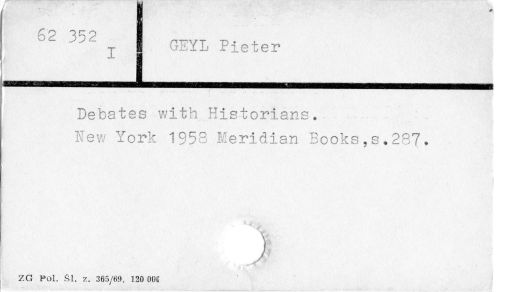 62 352
I
GEYL Pieter
Debates with Historians.
New York 1958 Meridian Books,s.287.
ZG Pol. Śl. z. 365/69. 120 000